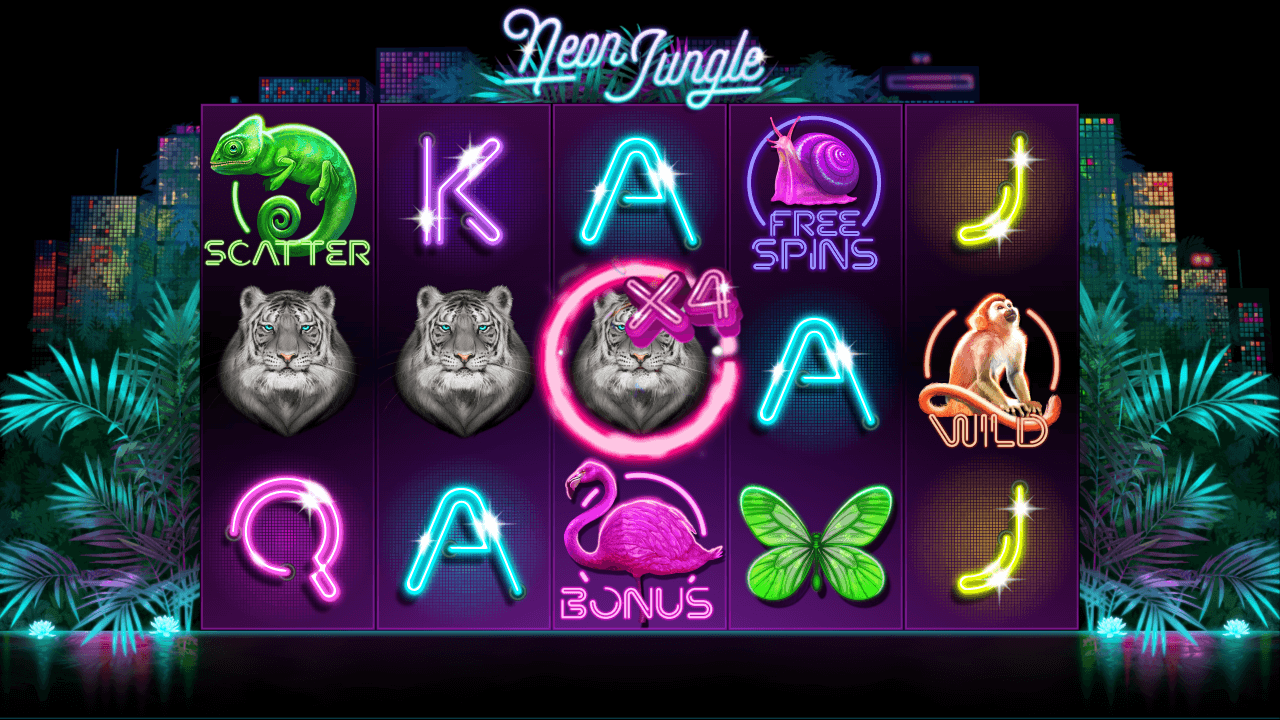 Neon Jungle
SCATTER
K
A
FREE
SPINS
J
X4
A
WILD
Q
A
BONUS
J